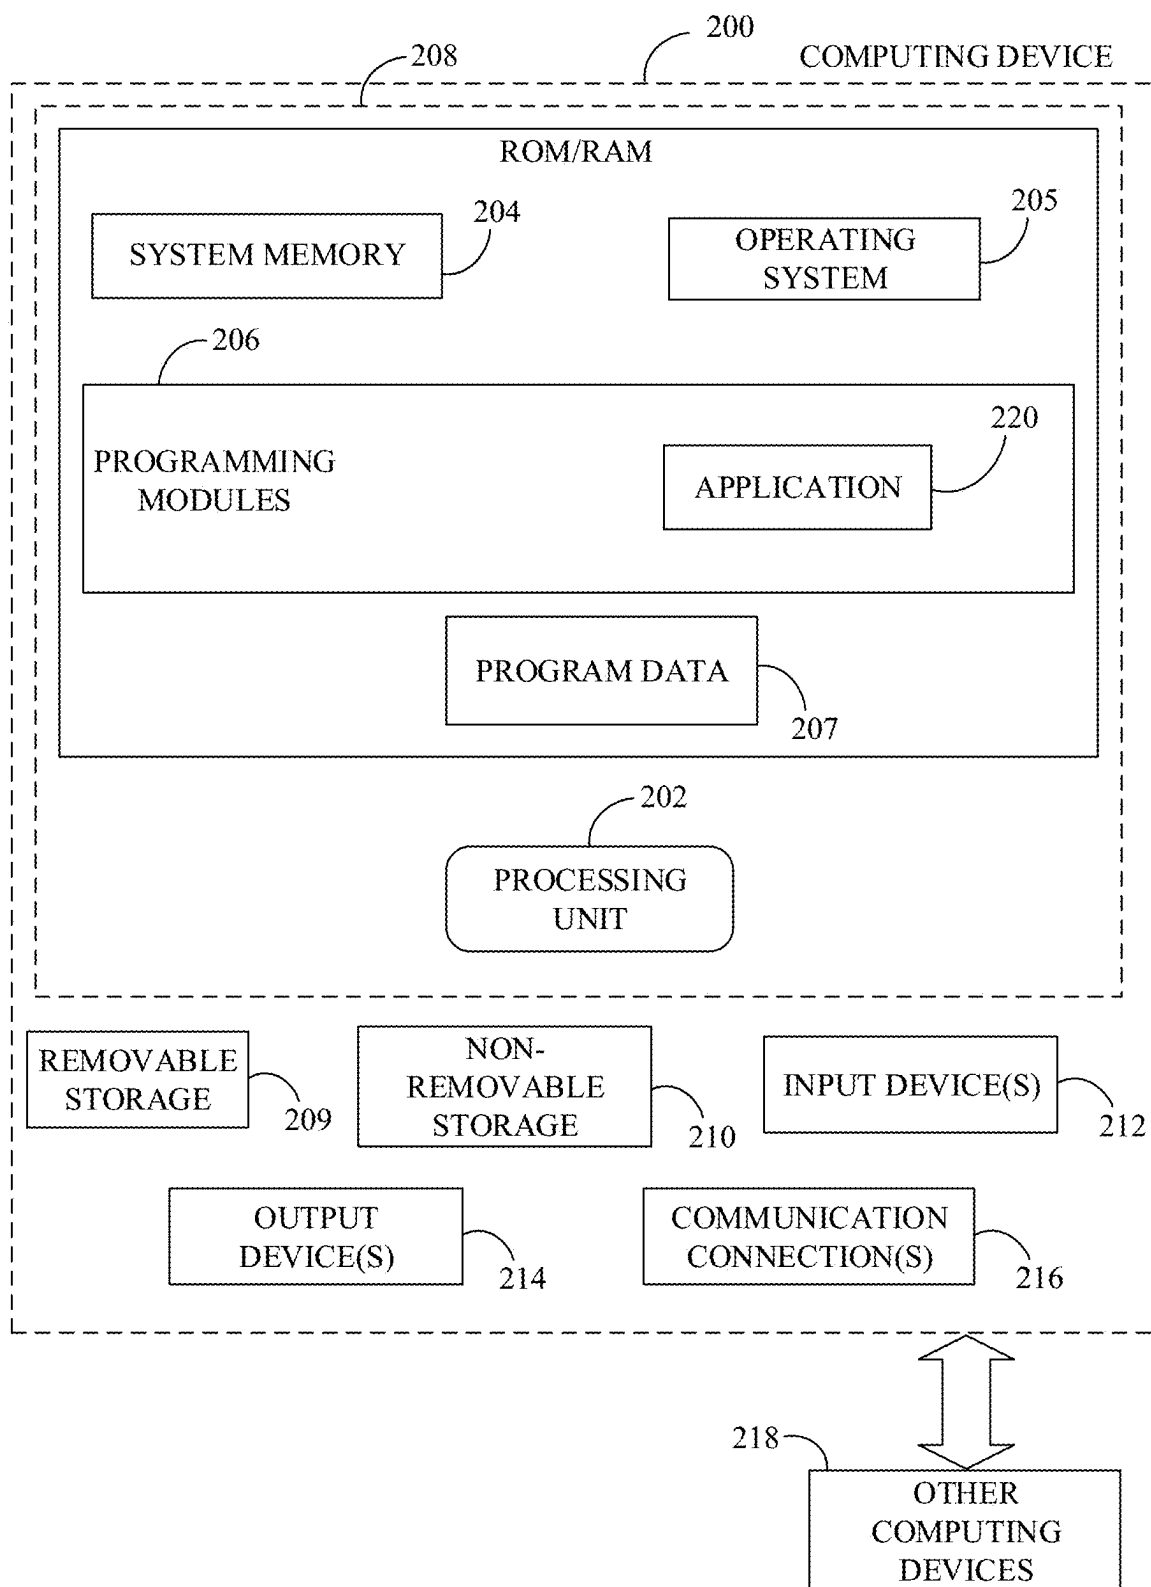 200
COMPUTING DEVICE
208
ROM/RAM
SYSTEM MEMORY
204
OPERATING
SYSTEM
205
206
PROGRAMMING
MODULES
APPLICATION
220
PROGRAM DATA
207
202
PROCESSING
UNIT
REMOVABLE
STORAGE
209
NON-
REMOVABLE
STORAGE
210
INPUT DEVICE(S)
212
OUTPUT
DEVICE(S)
214
COMMUNICATION
CONNECTION(S)
216
218
OTHER
COMPUTING
DEVICES